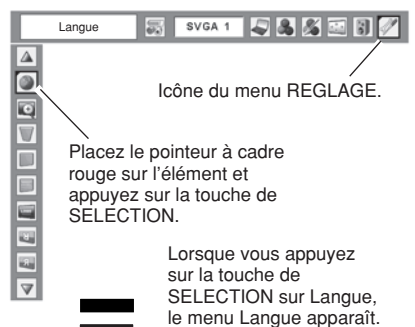 Langue
SVGA 1
Icône du menu REGLAGE.
Placez le pointeur à cadre
rouge sur l'élément et
appuyez sur la touche de
SELECTION.
Lorsque vous appuyez
sur la touche de
SELECTION sur Langue,
le menu Langue apparaît.